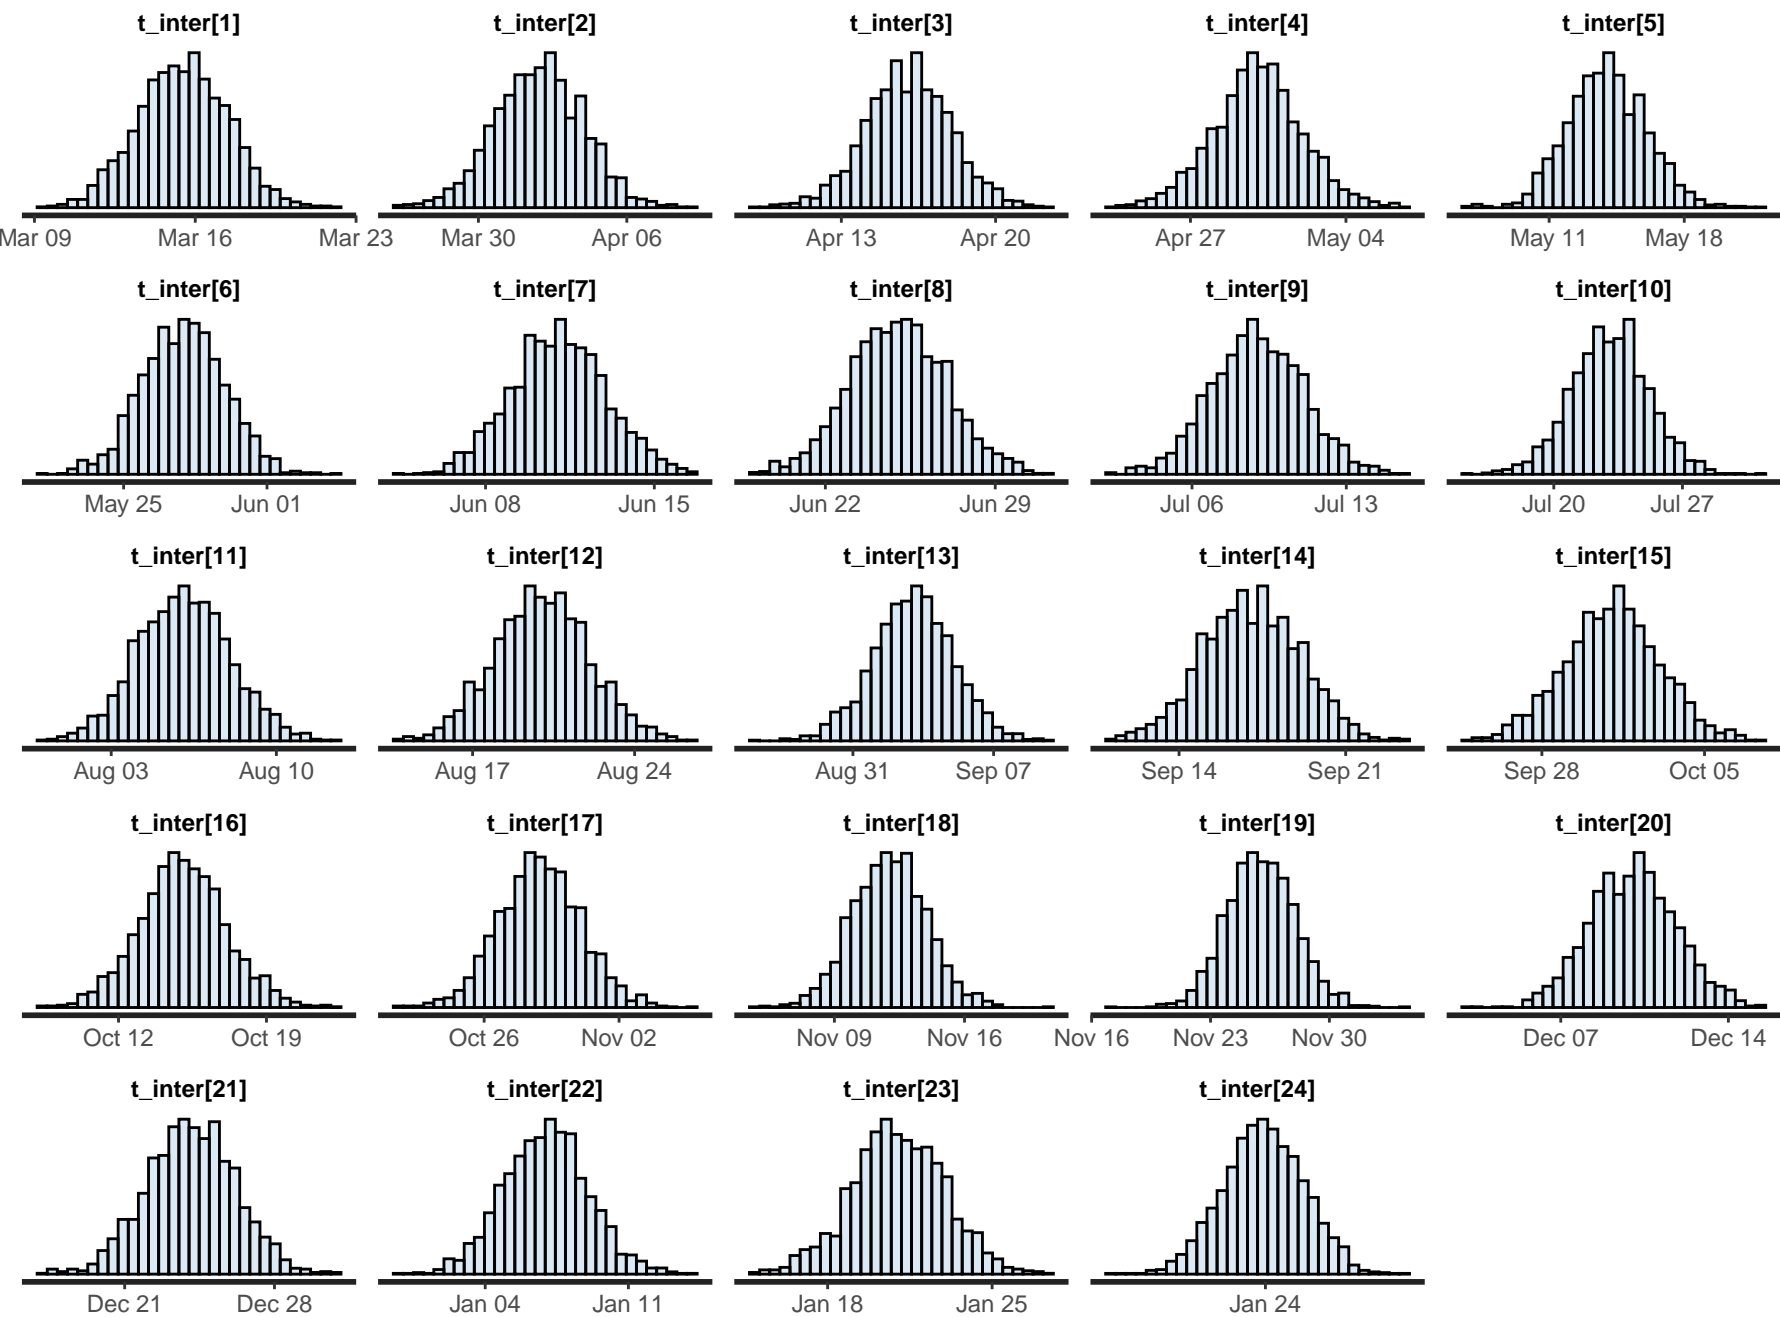 t_inter[1] t_inter[2] t_inter[3] t_inter[4] t_inter[5]
Mar 09 Mar 16 Mar 23 Mar 30 Apr 06 Apr 13 Apr 20 Apr 27 May 04 May 11 May 18
t_inter[6] t_inter[7] t_inter[8] t_inter[9] t_inter[10]
May 25 Jun 01 Jun 08 Jun 15 Jun 22 Jun 29 Jul 06 Jul 13 Jul 20 Jul 27
t_inter[11] t_inter[12] t_inter[13] t_inter[14] t_inter[15]
Aug 03 Aug 10 Aug 17 Aug 24 Aug 31 Sep 07 Sep 14 Sep 21 Sep 28 Oct 05
t_inter[16] t_inter[17] t_inter[18] t_inter[19] t_inter[20]
Oct 12 Oct 19 Oct 26 Nov 02 Nov 09 Nov 16 Nov 16 Nov 23 Nov 30 Dec 07 Dec 14
t_inter[21] t_inter[22] t_inter[23] t_inter[24]
Dec 21 Dec 28 Jan 04 Jan 11 Jan 18 Jan 25 Jan 24